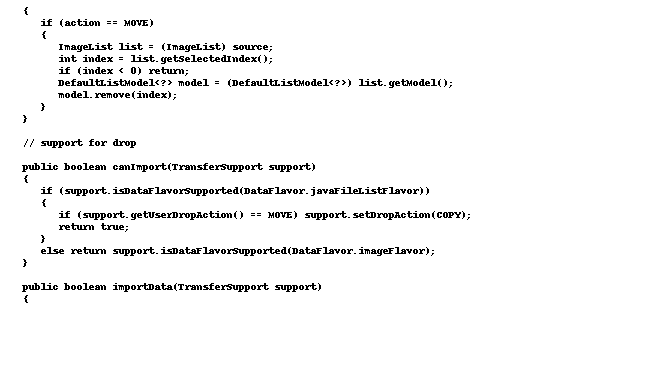 {
if (action == MOVE)
{
ImageList list = (ImageList) source;
int index = list.getSelectedIndex();
if (index < 0) return;
DefaultListModel<?> model = (DefaultListModel<?>) list.getModel();
model.remove(index);
}
}
// support for drop
public boolean canImport(TransferSupport support)
{
if (support.isDataFlavorSupported(DataFlavor.javaFileListFlavor))
{
if (support.getUserDropAction() == MOVE) support.setDropAction(COPY);
return true;
}
else return support.isDataFlavorSupported(DataFlavor.imageFlavor);
}
public boolean importData(TransferSupport support)
{